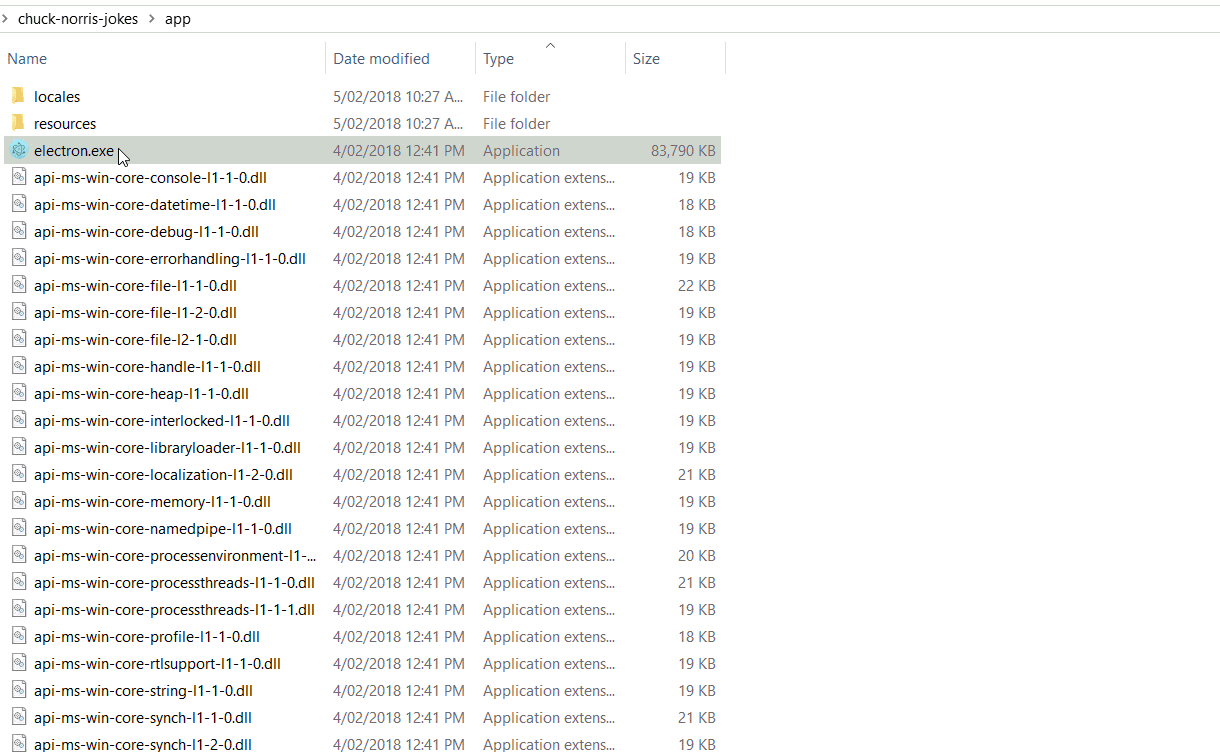 chuck-norris-jokes > app
Name Date modified Type Size
locales 5/02/2018 10:27 A... File folder
resources 5/02/2018 10:27 A... File folder
electron.exe 4/02/2018 12:41 PM Application 83,790 KB
api-ms-win-core-console-l1-1-0.dll 4/02/2018 12:41 PM Application extens... 19 KB
api-ms-win-core-datetime-l1-1-0.dll 4/02/2018 12:41 PM Application extens... 18 KB
api-ms-win-core-debug-l1-1-0.dll 4/02/2018 12:41 PM Application extens... 18 KB
api-ms-win-core-errorhandling-l1-1-0.dll 4/02/2018 12:41 PM Application extens... 19 KB
api-ms-win-core-file-l1-1-0.dll 4/02/2018 12:41 PM Application extens... 22 KB
api-ms-win-core-file-l1-2-0.dll 4/02/2018 12:41 PM Application extens... 19 KB
api-ms-win-core-file-l2-1-0.dll 4/02/2018 12:41 PM Application extens... 19 KB
api-ms-win-core-handle-l1-1-0.dll 4/02/2018 12:41 PM Application extens... 19 KB
api-ms-win-core-heap-l1-1-0.dll 4/02/2018 12:41 PM Application extens... 19 KB
api-ms-win-core-interlocked-l1-1-0.dll 4/02/2018 12:41 PM Application extens... 19 KB
api-ms-win-core-libraryloader-l1-1-0.dll 4/02/2018 12:41 PM Application extens... 19 KB
api-ms-win-core-localization-l1-2-0.dll 4/02/2018 12:41 PM Application extens... 21 KB
api-ms-win-core-memory-l1-1-0.dll 4/02/2018 12:41 PM Application extens... 19 KB
api-ms-win-core-namedpipe-l1-1-0.dll 4/02/2018 12:41 PM Application extens... 19 KB
api-ms-win-core-processenvironment-l1-... 4/02/2018 12:41 PM Application extens... 20 KB
api-ms-win-core-processthreads-l1-1-0.dll 4/02/2018 12:41 PM Application extens... 21 KB
api-ms-win-core-processthreads-l1-1-1.dll 4/02/2018 12:41 PM Application extens... 19 KB
api-ms-win-core-profile-l1-1-0.dll 4/02/2018 12:41 PM Application extens... 18 KB
api-ms-win-core-rtlsupport-l1-1-0.dll 4/02/2018 12:41 PM Application extens... 19 KB
api-ms-win-core-string-l1-1-0.dll 4/02/2018 12:41 PM Application extens... 19 KB
api-ms-win-core-synch-l1-1-0.dll 4/02/2018 12:41 PM Application extens... 21 KB
api-ms-win-core-synch-l1-2-0.dll 4/02/2018 12:41 PM Application extens... 19 KB